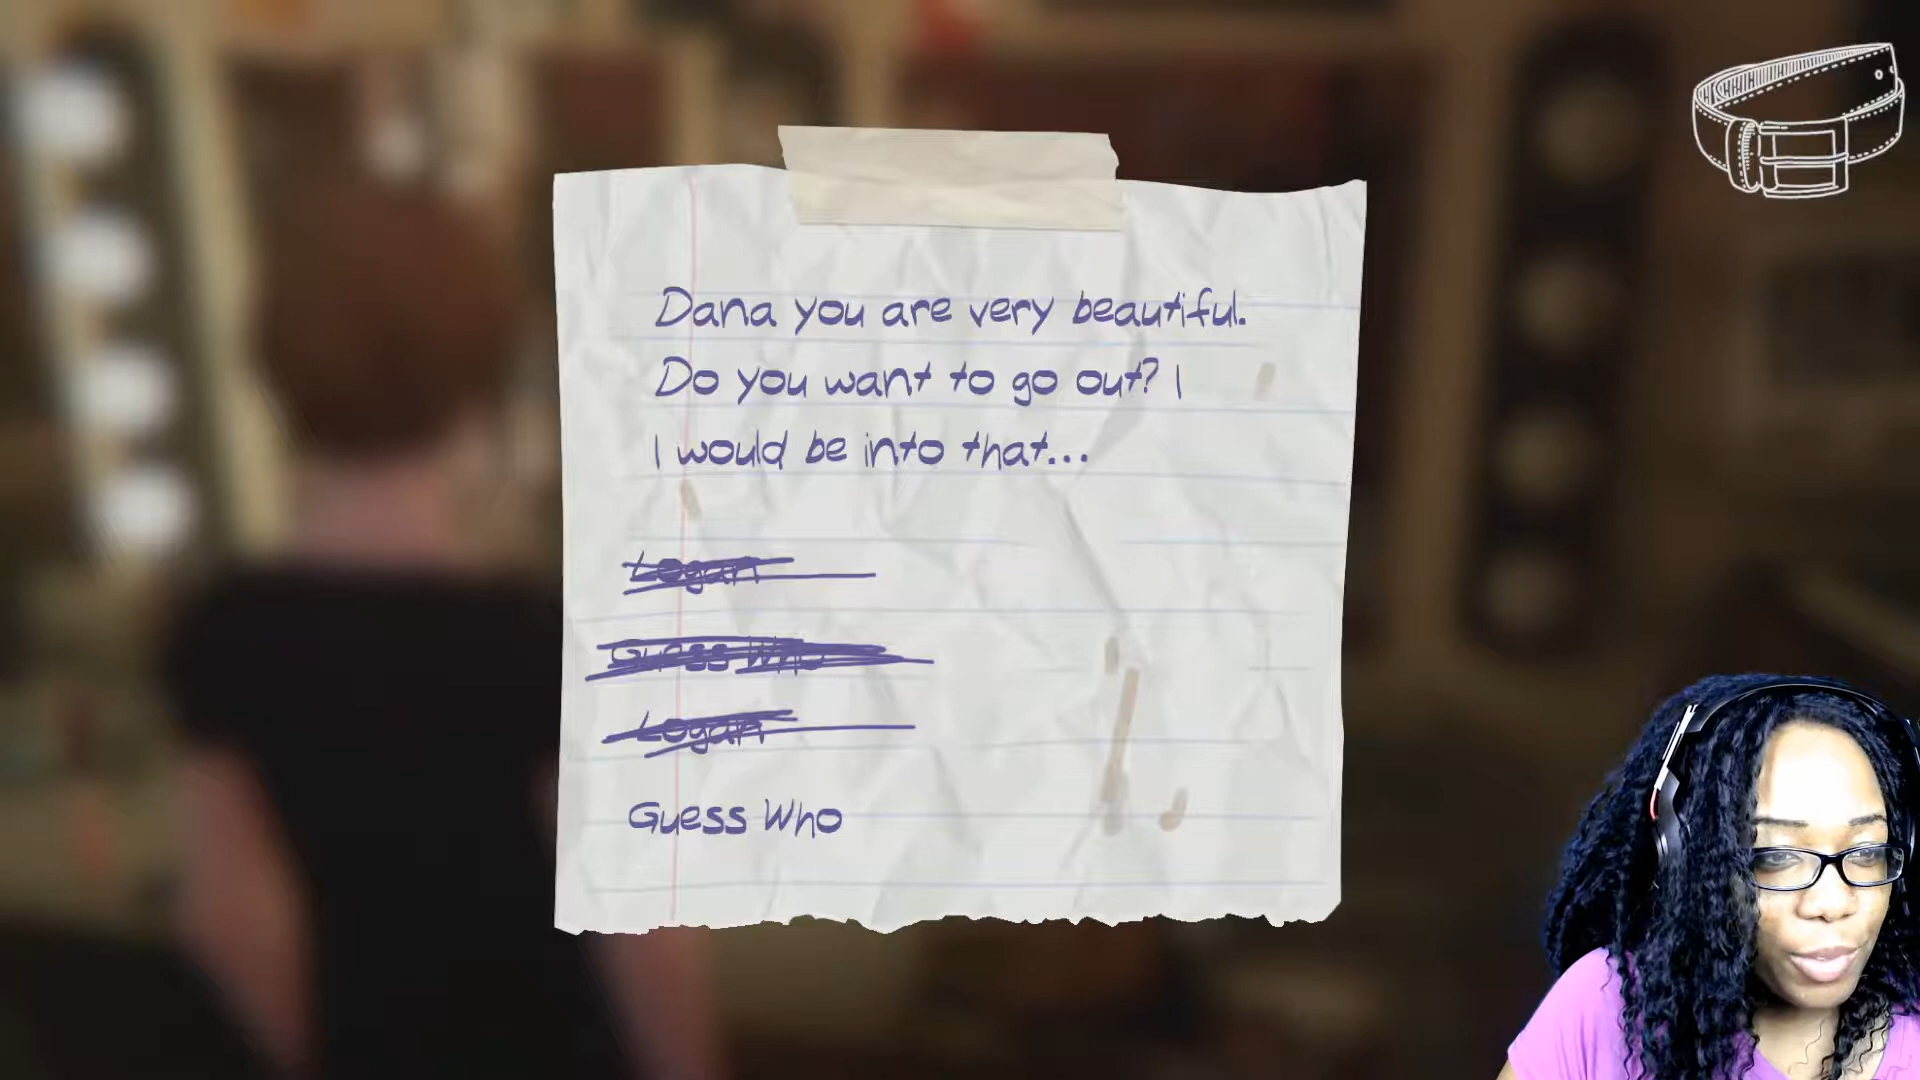 Dana you are very beautiful.
Do you want to go out? I
I would be into that...
Logan
Guess Who
Logan
Guess Who